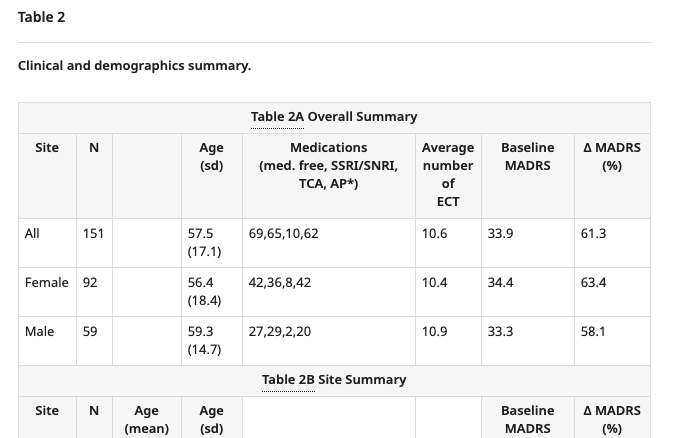 Table 2
Clinical and demographics summary.
Table 2A Overall Summary
Site N Age (sd) Medications (med. free, SSRI/SNRI, TCA, AP*) Average number of ECT Baseline MADRS Δ MADRS (%)
All 151 57.5 (17.1) 69,65,10,62 10.6 33.9 61.3
Female 92 56.4 (18.4) 42,36,8,42 10.4 34.4 63.4
Male 59 59.3 (14.7) 27,29,2,20 10.9 33.3 58.1
Table 2B Site Summary
Site N Age (mean) Age (sd) Baseline MADRS Δ MADRS (%)